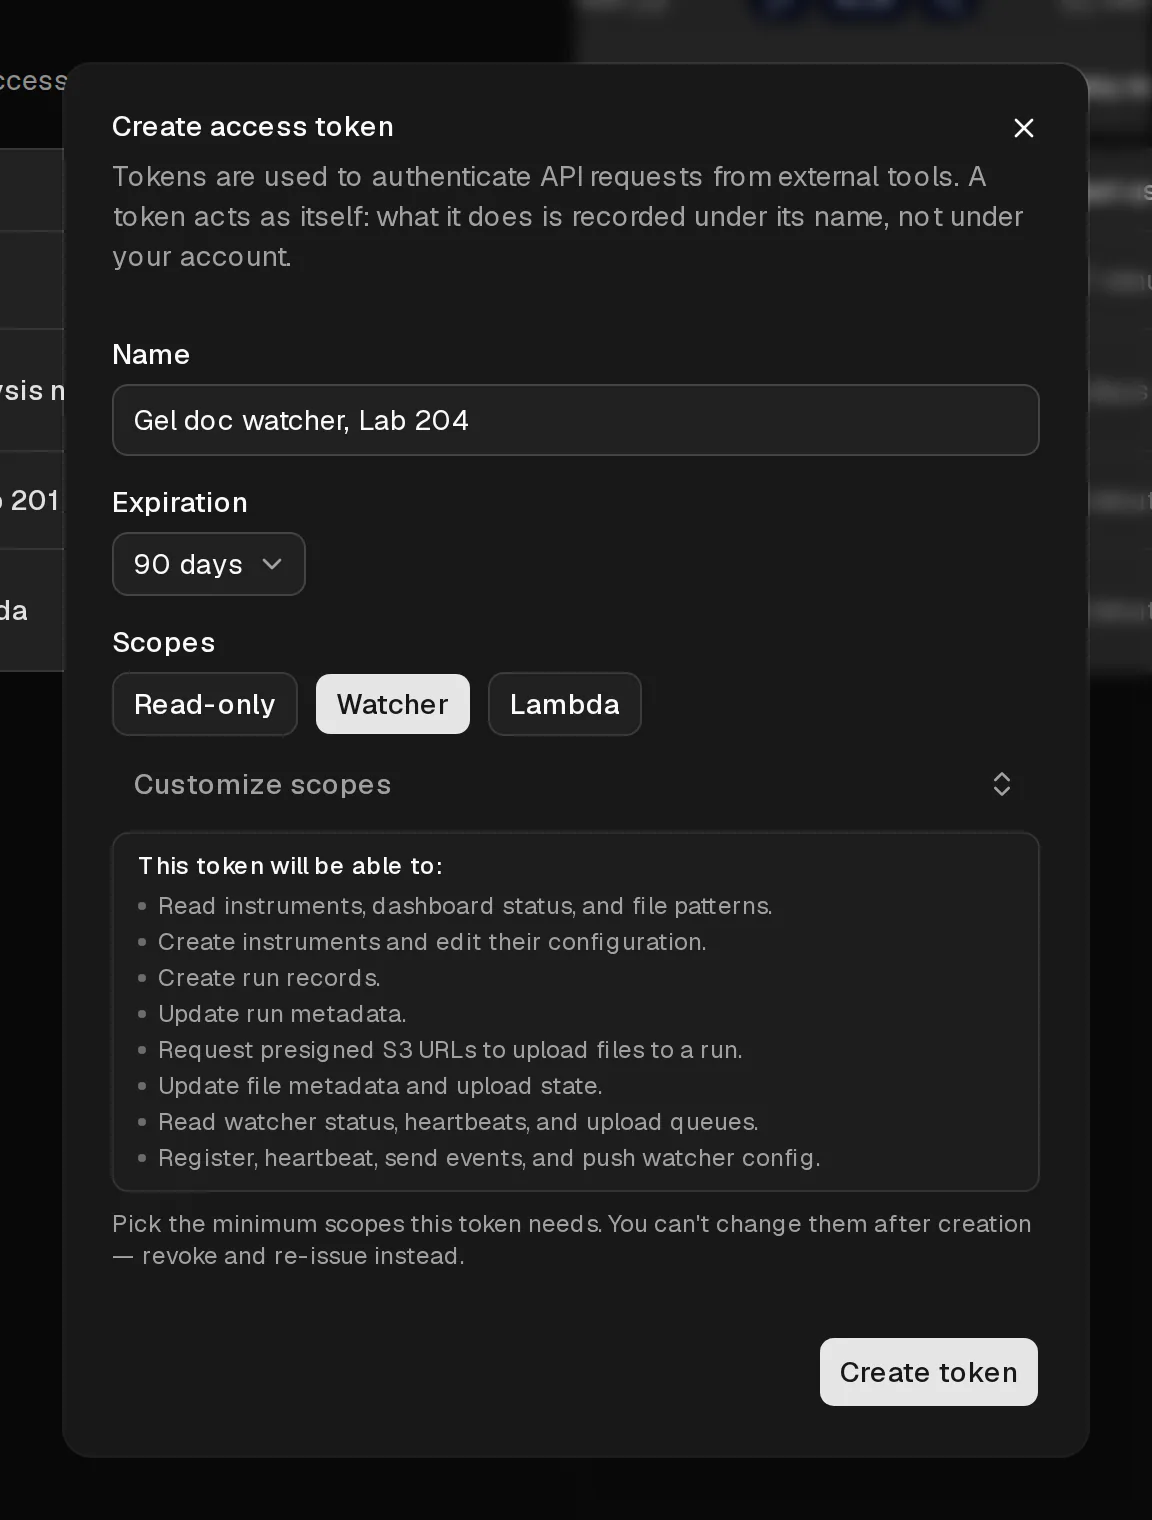 ccess
Create access token
Tokens are used to authenticate API requests from external tools. A
token acts as itself: what it does is recorded under its name, not under
your account.
Name
ysis n
Gel doc watcher, Lab 204
Expiration
201
90 days
da
Scopes
Read-only
Watcher
Lambda
Customize scopes
This token will be able to:
Read instruments, dashboard status, and file patterns.
Create instruments and edit their configuration.
Create run records.
Update run metadata.
Request presigned S3 URLs to upload files to a run.
Update file metadata and upload state.
Read watcher status, heartbeats, and upload queues.
Register, heartbeat, send events, and push watcher config.
Pick the minimum scopes this token needs. You can't change them after creation
— revoke and re-issue instead.
Create token